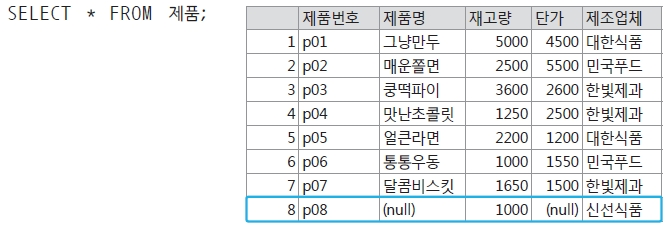 SELECT * FROM 제품;
제품번호 제품명 재고량 단가 제조업체
1 p01 그냥만두 5000 4500 대한식품
2 p02 매운쫄면 2500 5500 민국푸드
3 p03 쿵떡파이 3600 2600 한빛제과
4 p04 맛난초콜릿 1250 2500 한빛제과
5 p05 얼큰라면 2200 1200 대한식품
6 p06 통통우동 1000 1550 민국푸드
7 p07 달콤비스킷 1650 1500 한빛제과
8 p08 (null) 1000 (null) 신선식품